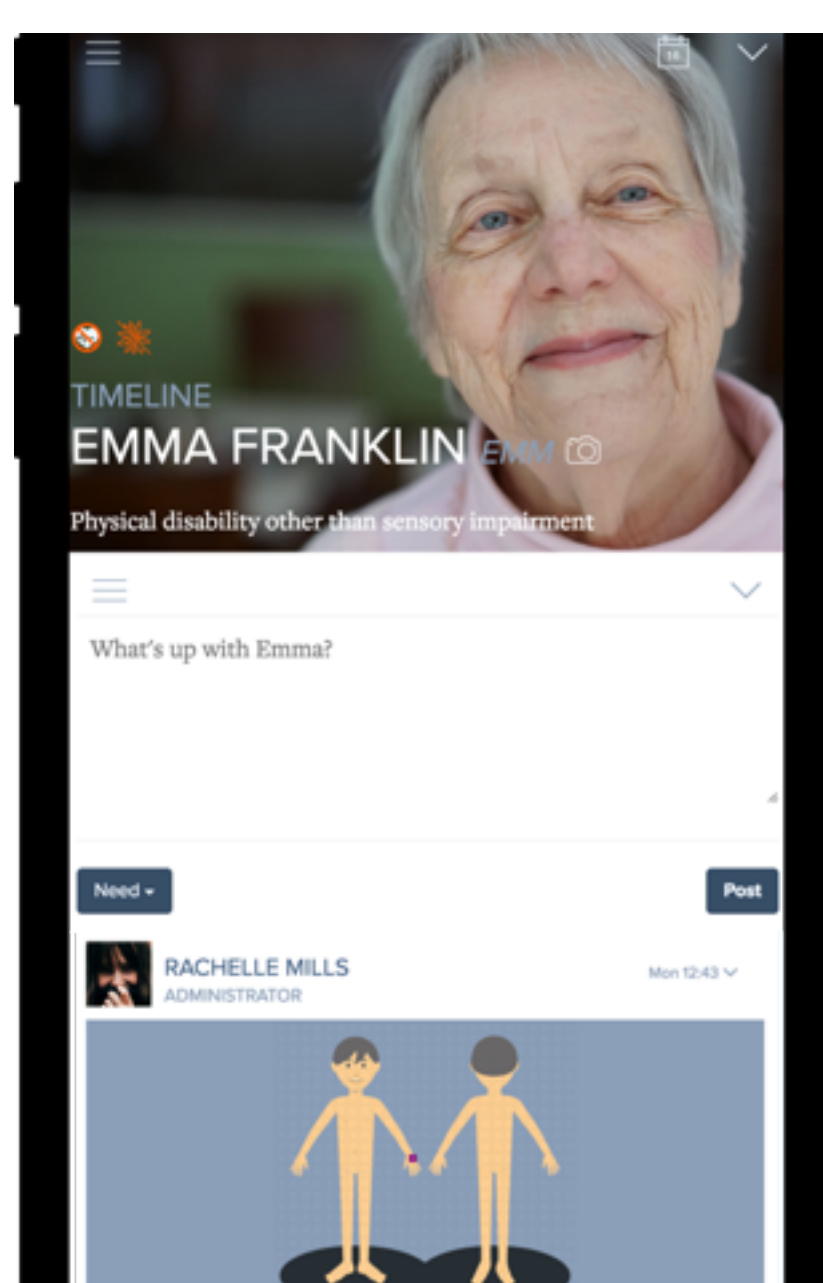 16
TIMELINE
EMMA FRANKLIN EMM
Physical disability other than sensory impairment
What's up with Emma?
Need
Post
RACHELLE MILLS
Mon 12:43
ADMINISTRATOR